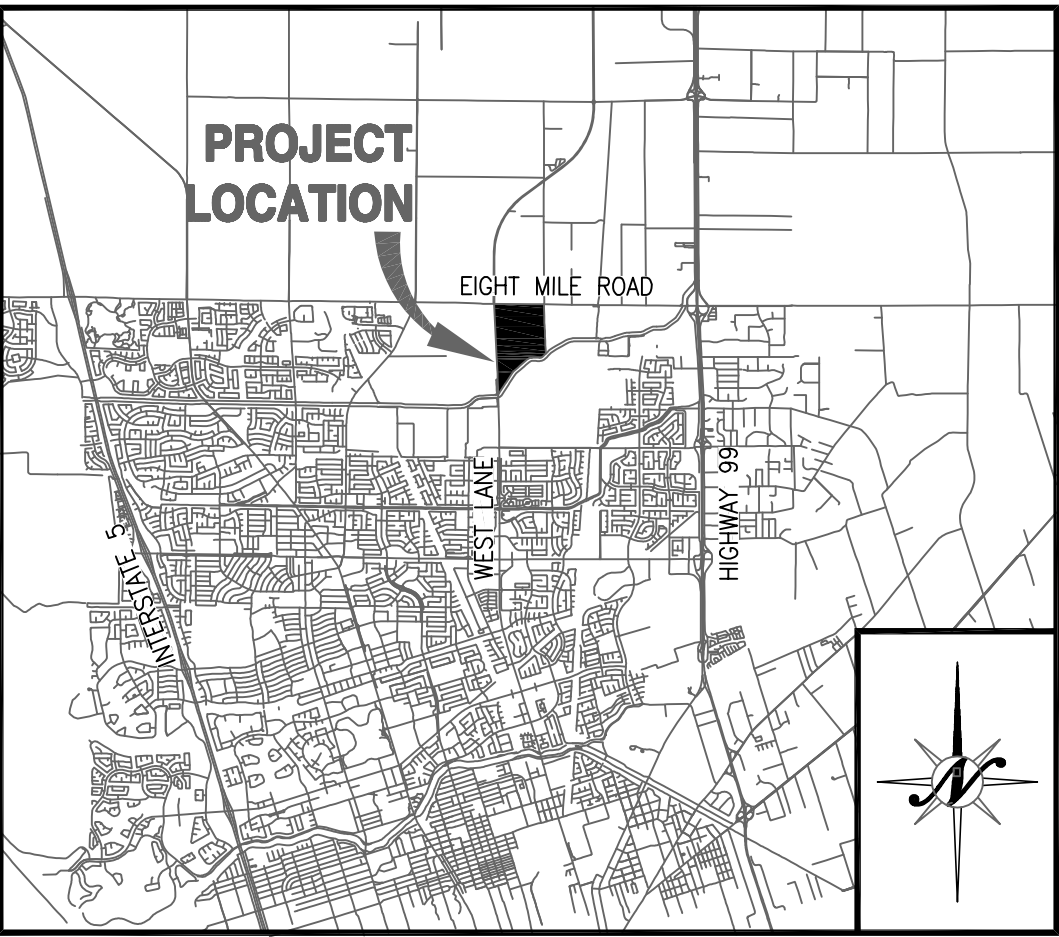 PROJECT
LOCATION
EIGHT MILE ROAD
WEST LANE
HIGHWAY 99
INTERSTATE 5
N